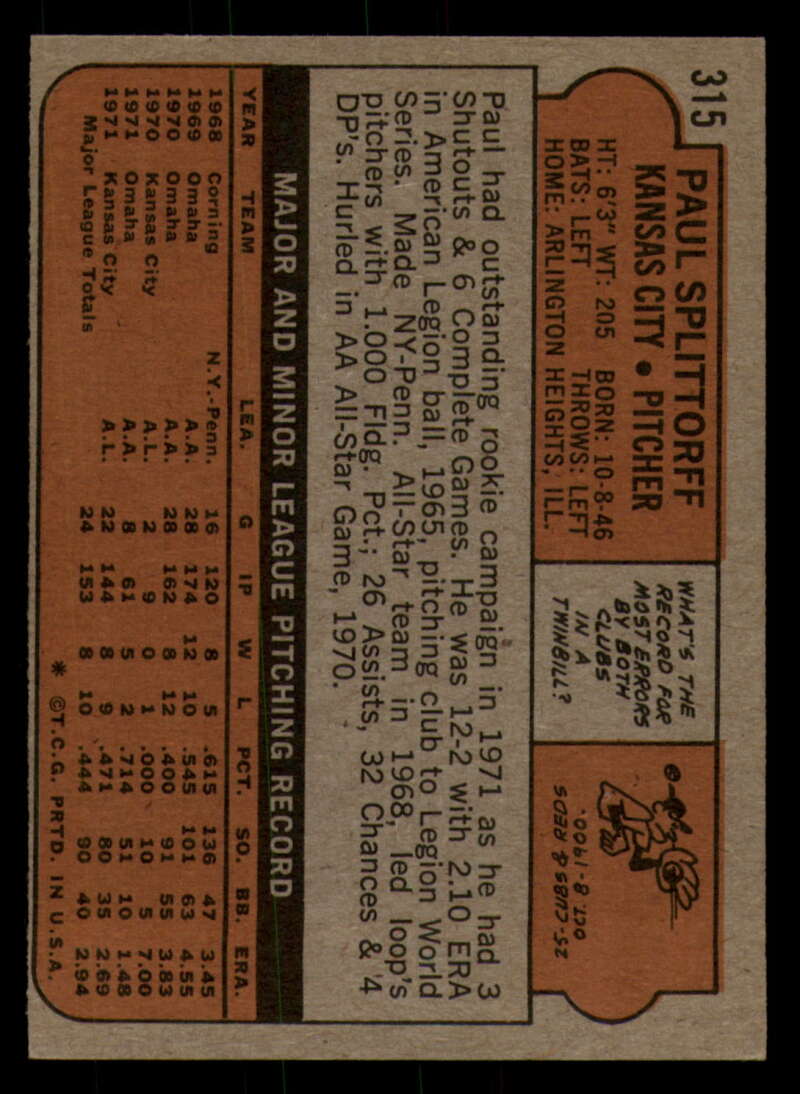 315
PAUL SPLITTORFF
KANSAS CITY • PITCHER
HT: 6'3" WT: 205 BORN: 10-8-46
BATS: LEFT THROWS: LEFT
HOME: ARLINGTON HEIGHTS, ILL.
WHAT'S THE
RECORD FOR
MOST ERRORS
BY BOTH
CLUBS
IN A
TWINBILL?
25-CUBS & REDS
OCT. 8-1900.
Paul had outstanding rookie campaign in 1971 as he had 3
Shutouts & 6 Complete Games. He was 12-2 with 2.10 ERA
in American Legion ball, 1965, pitching club to Legion World
Series. Made NY-Penn. All-Star team in 1968, led loop's
pitchers with 1.000 Fldg. Pct.; 26 Assists, 32 Chances & 4
DP's. Hurled in AA All-Star Game, 1970.
MAJOR AND MINOR LEAGUE PITCHING RECORD
YEAR TEAM LEA. G IP W L PCT. SO. BB. ERA.
1968 Corning N.Y.-Penn. 16 120 8 5 .615 136 47 3.45
1969 Omaha A.A. 28 174 12 10 .545 101 63 4.55
1970 Omaha A.A. 28 162 8 12 .400 91 55 3.83
1970 Kansas City A.L. 2 9 0 1 .000 10 5 7.00
1971 Omaha A.A. 8 61 5 2 .714 51 10 1.48
1971 Kansas City A.L. 22 144 8 9 .471 80 35 2.69
Major League Totals 24 153 8 10 .444 90 40 2.94
* ©T.C.G. PRTD. IN U.S.A.